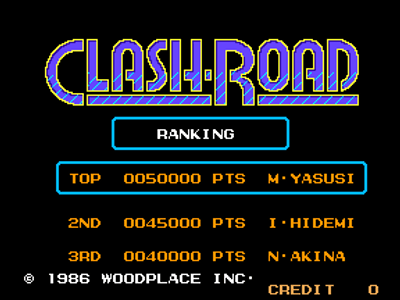 CLASH·ROAD
RANKING
TOP 0050000 PTS M·YASUSI
2ND 0045000 PTS I·HIDEMI
3RD 0040000 PTS N·AKINA
© 1986 WOODPLACE INC·
CREDIT 0